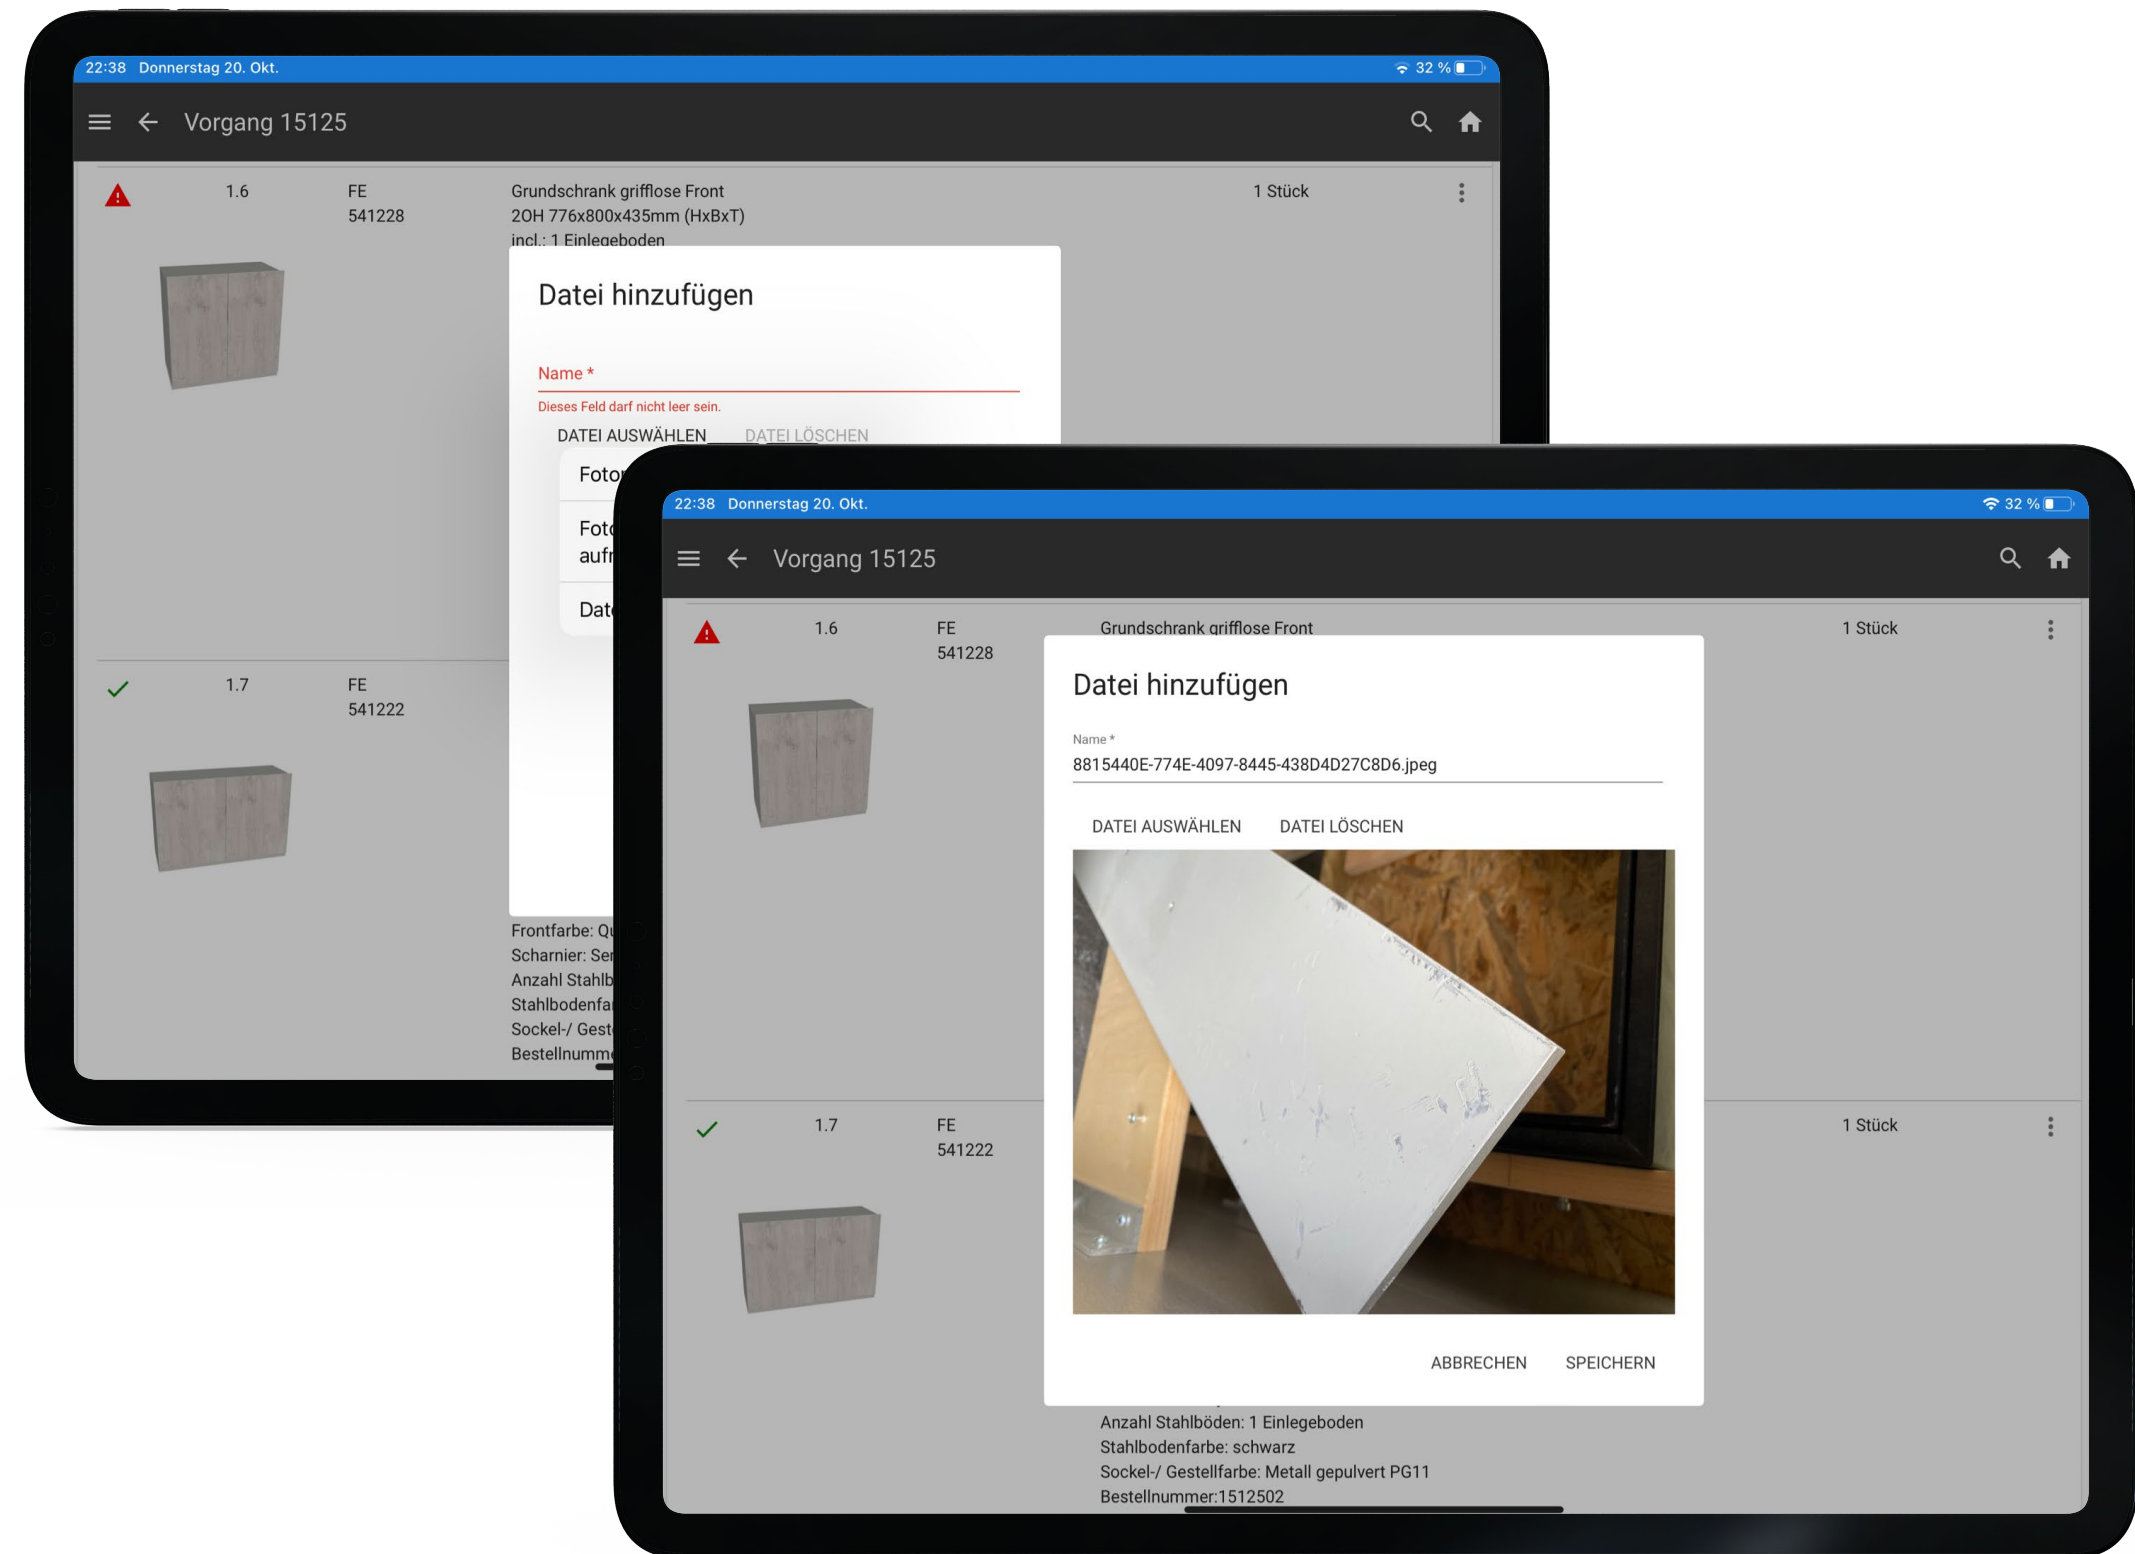 22:38 Donnerstag 20. Okt.
32 %
Vorgang 15125
1.6
FE
541228
Grundschrank grifflose Front
2OH 776x800x435mm (HxBxT)
incl.: 1 Einlegeboden
1 Stück
Datei hinzufügen
Name *
Dieses Feld darf nicht leer sein.
DATEI AUSWÄHLEN
DATEI LÖSCHEN
1.7
FE
541222
Frontfarbe:
Scharnier:
Anzahl
22:38 Donnerstag 20. Okt.
32 %
Vorgang 15125
1.6
FE
541228
Grundschrank grifflose Front
1 Stück
Datei hinzufügen
Name *
8815440E-774E-4097-8445-438D4D27C8D6.jpeg
DATEI AUSWÄHLEN
DATEI LÖSCHEN
ABBRECHEN
SPEICHERN
1.7
FE
541222
1 Stück
Anzahl Stahlböden: 1 Einlegeboden
Stahlbodenfarbe: schwarz
Sockel-/ Gestellfarbe: Metall gepulvert PG11
Bestellnummer:1512502